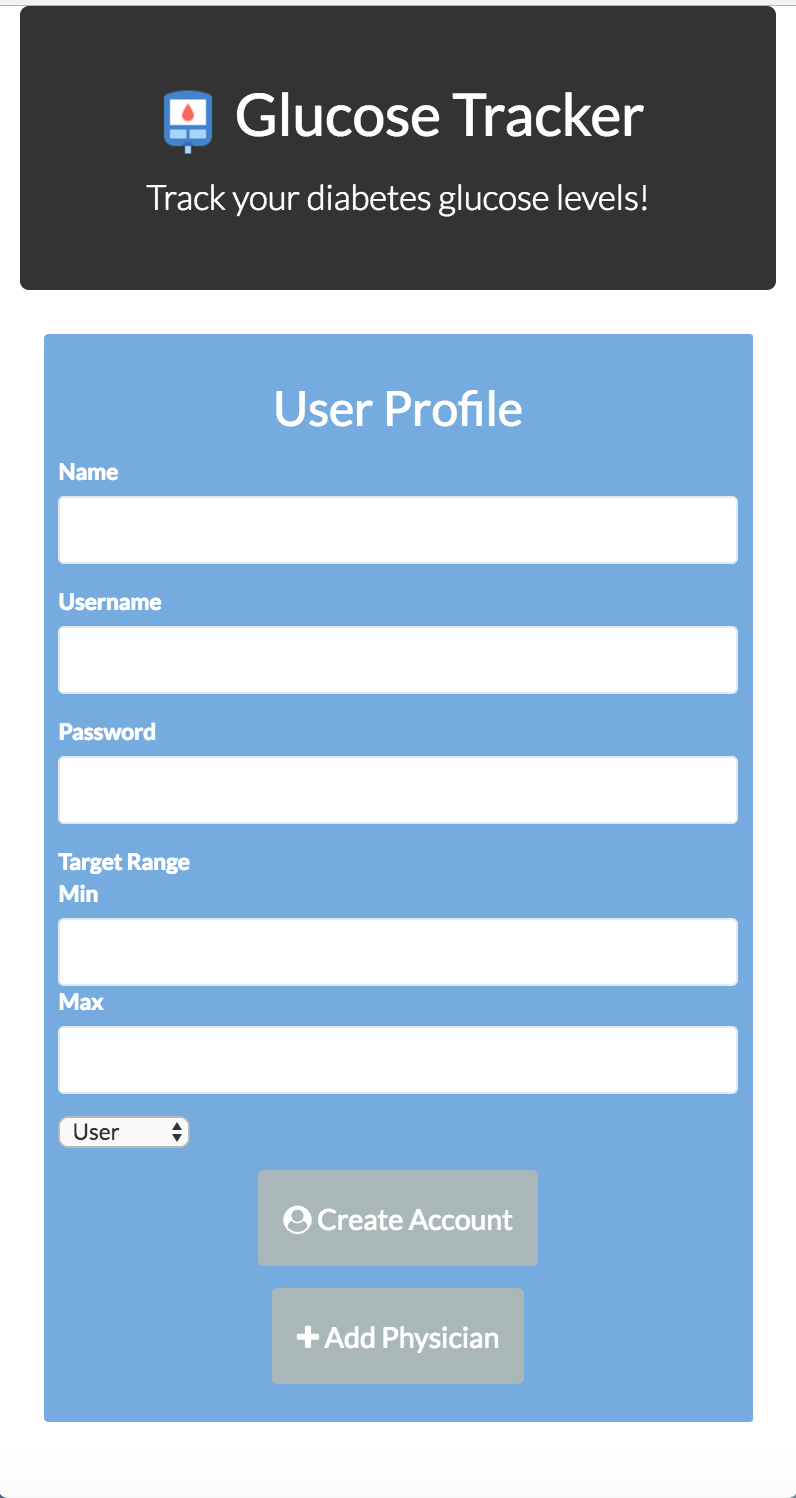 Glucose Tracker
Track your diabetes glucose levels!
User Profile
Name
Username
Password
Target Range
Min
Max
User
Create Account
Add Physician